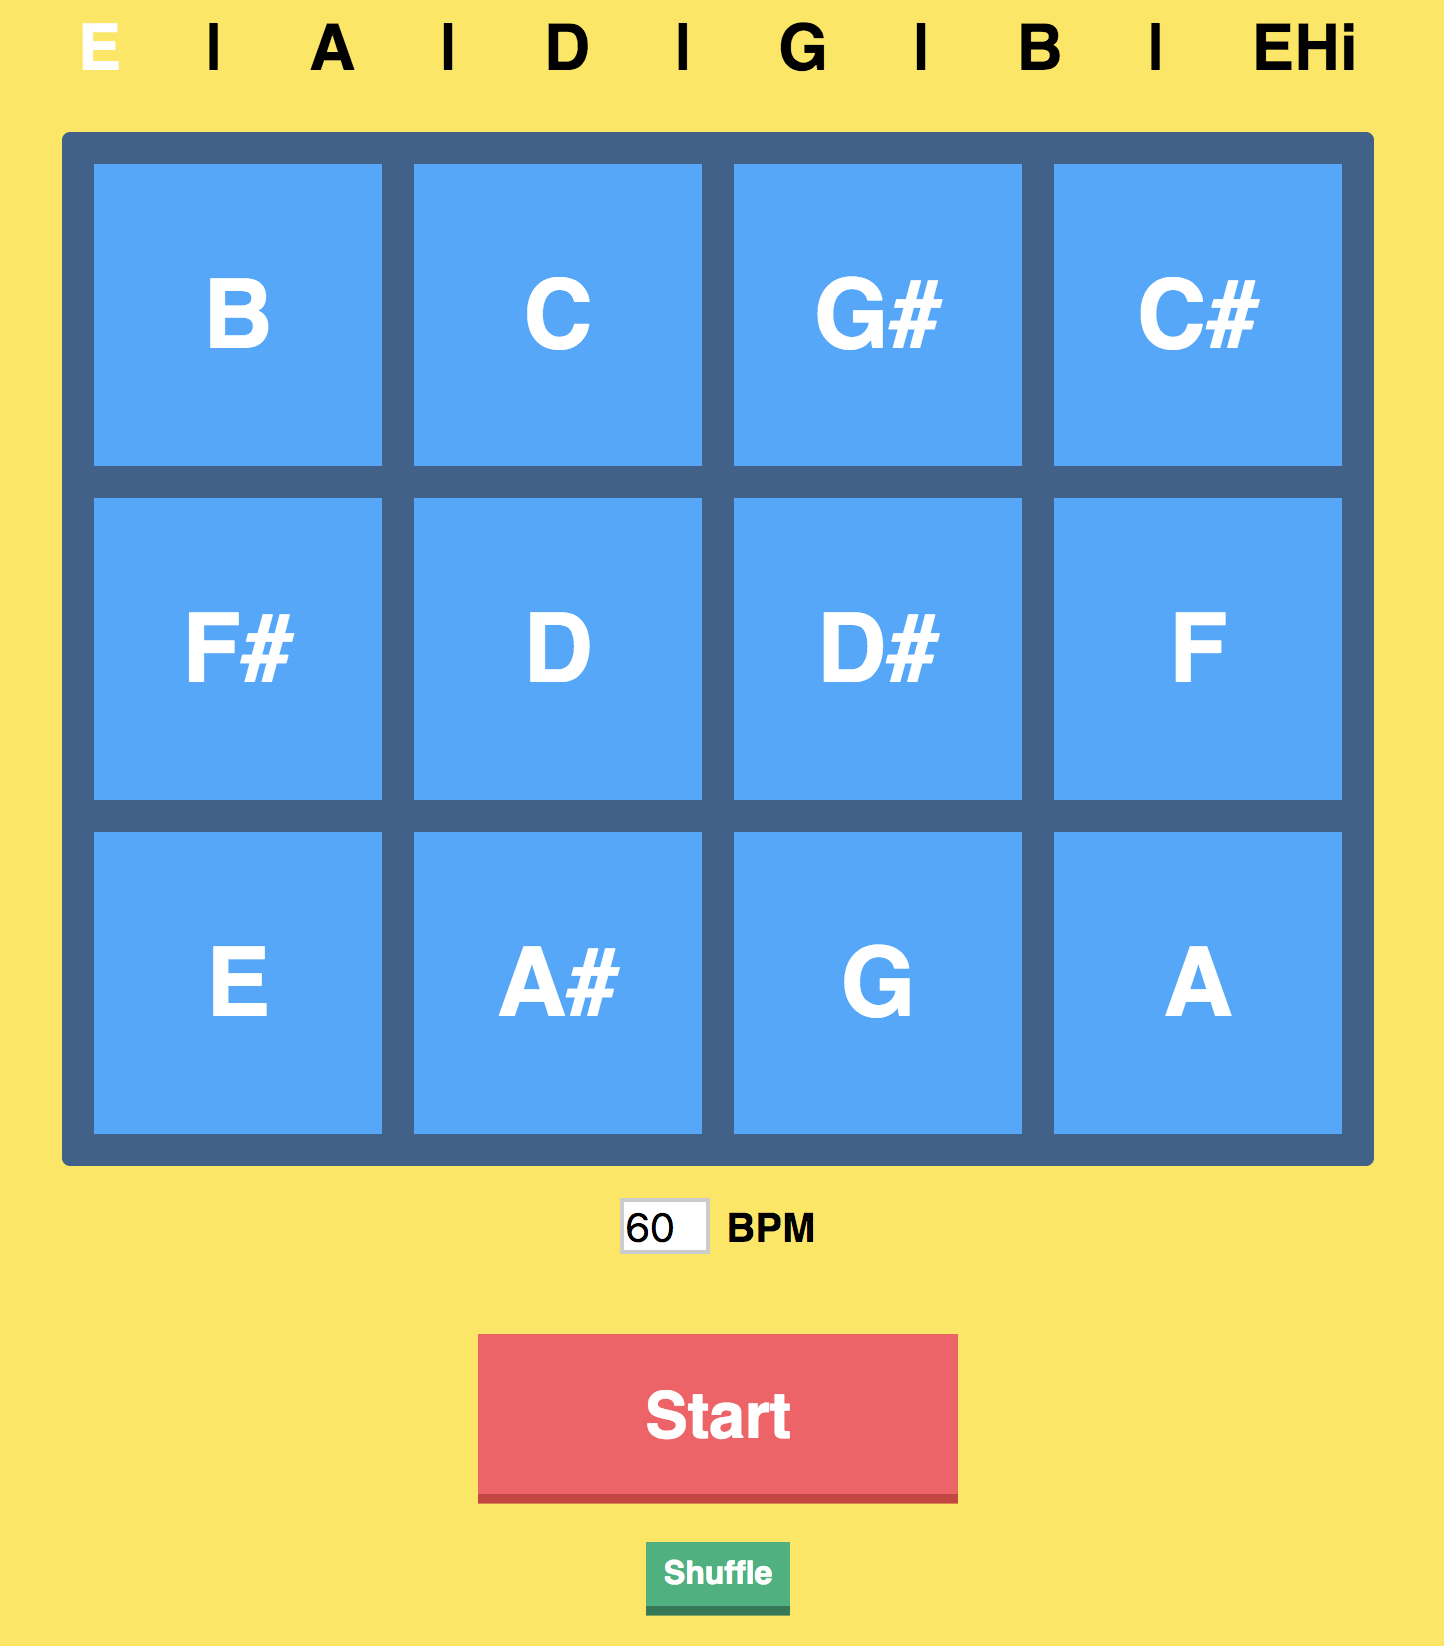 E | A | D | G | B | EHi
B C G# C#
F# D D# F
E A# G A
60 BPM
Start
Shuffle